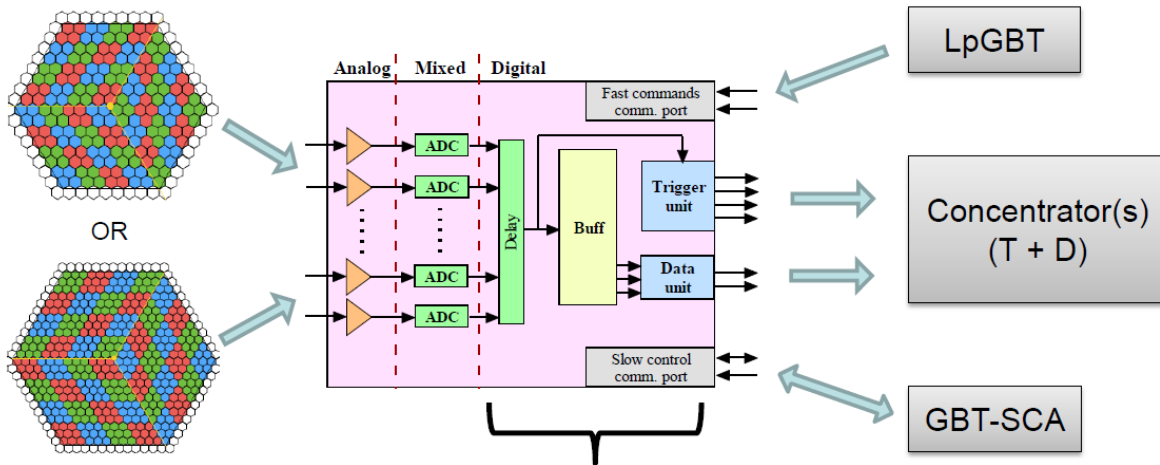 OR
Analog
Mixed
Digital
Fast commands
comm. port
ADC
ADC
ADC
ADC
Delay
Buff
Trigger
unit
Data
unit
Slow control
comm. port
LpGBT
Concentrator(s)
(T + D)
GBT-SCA